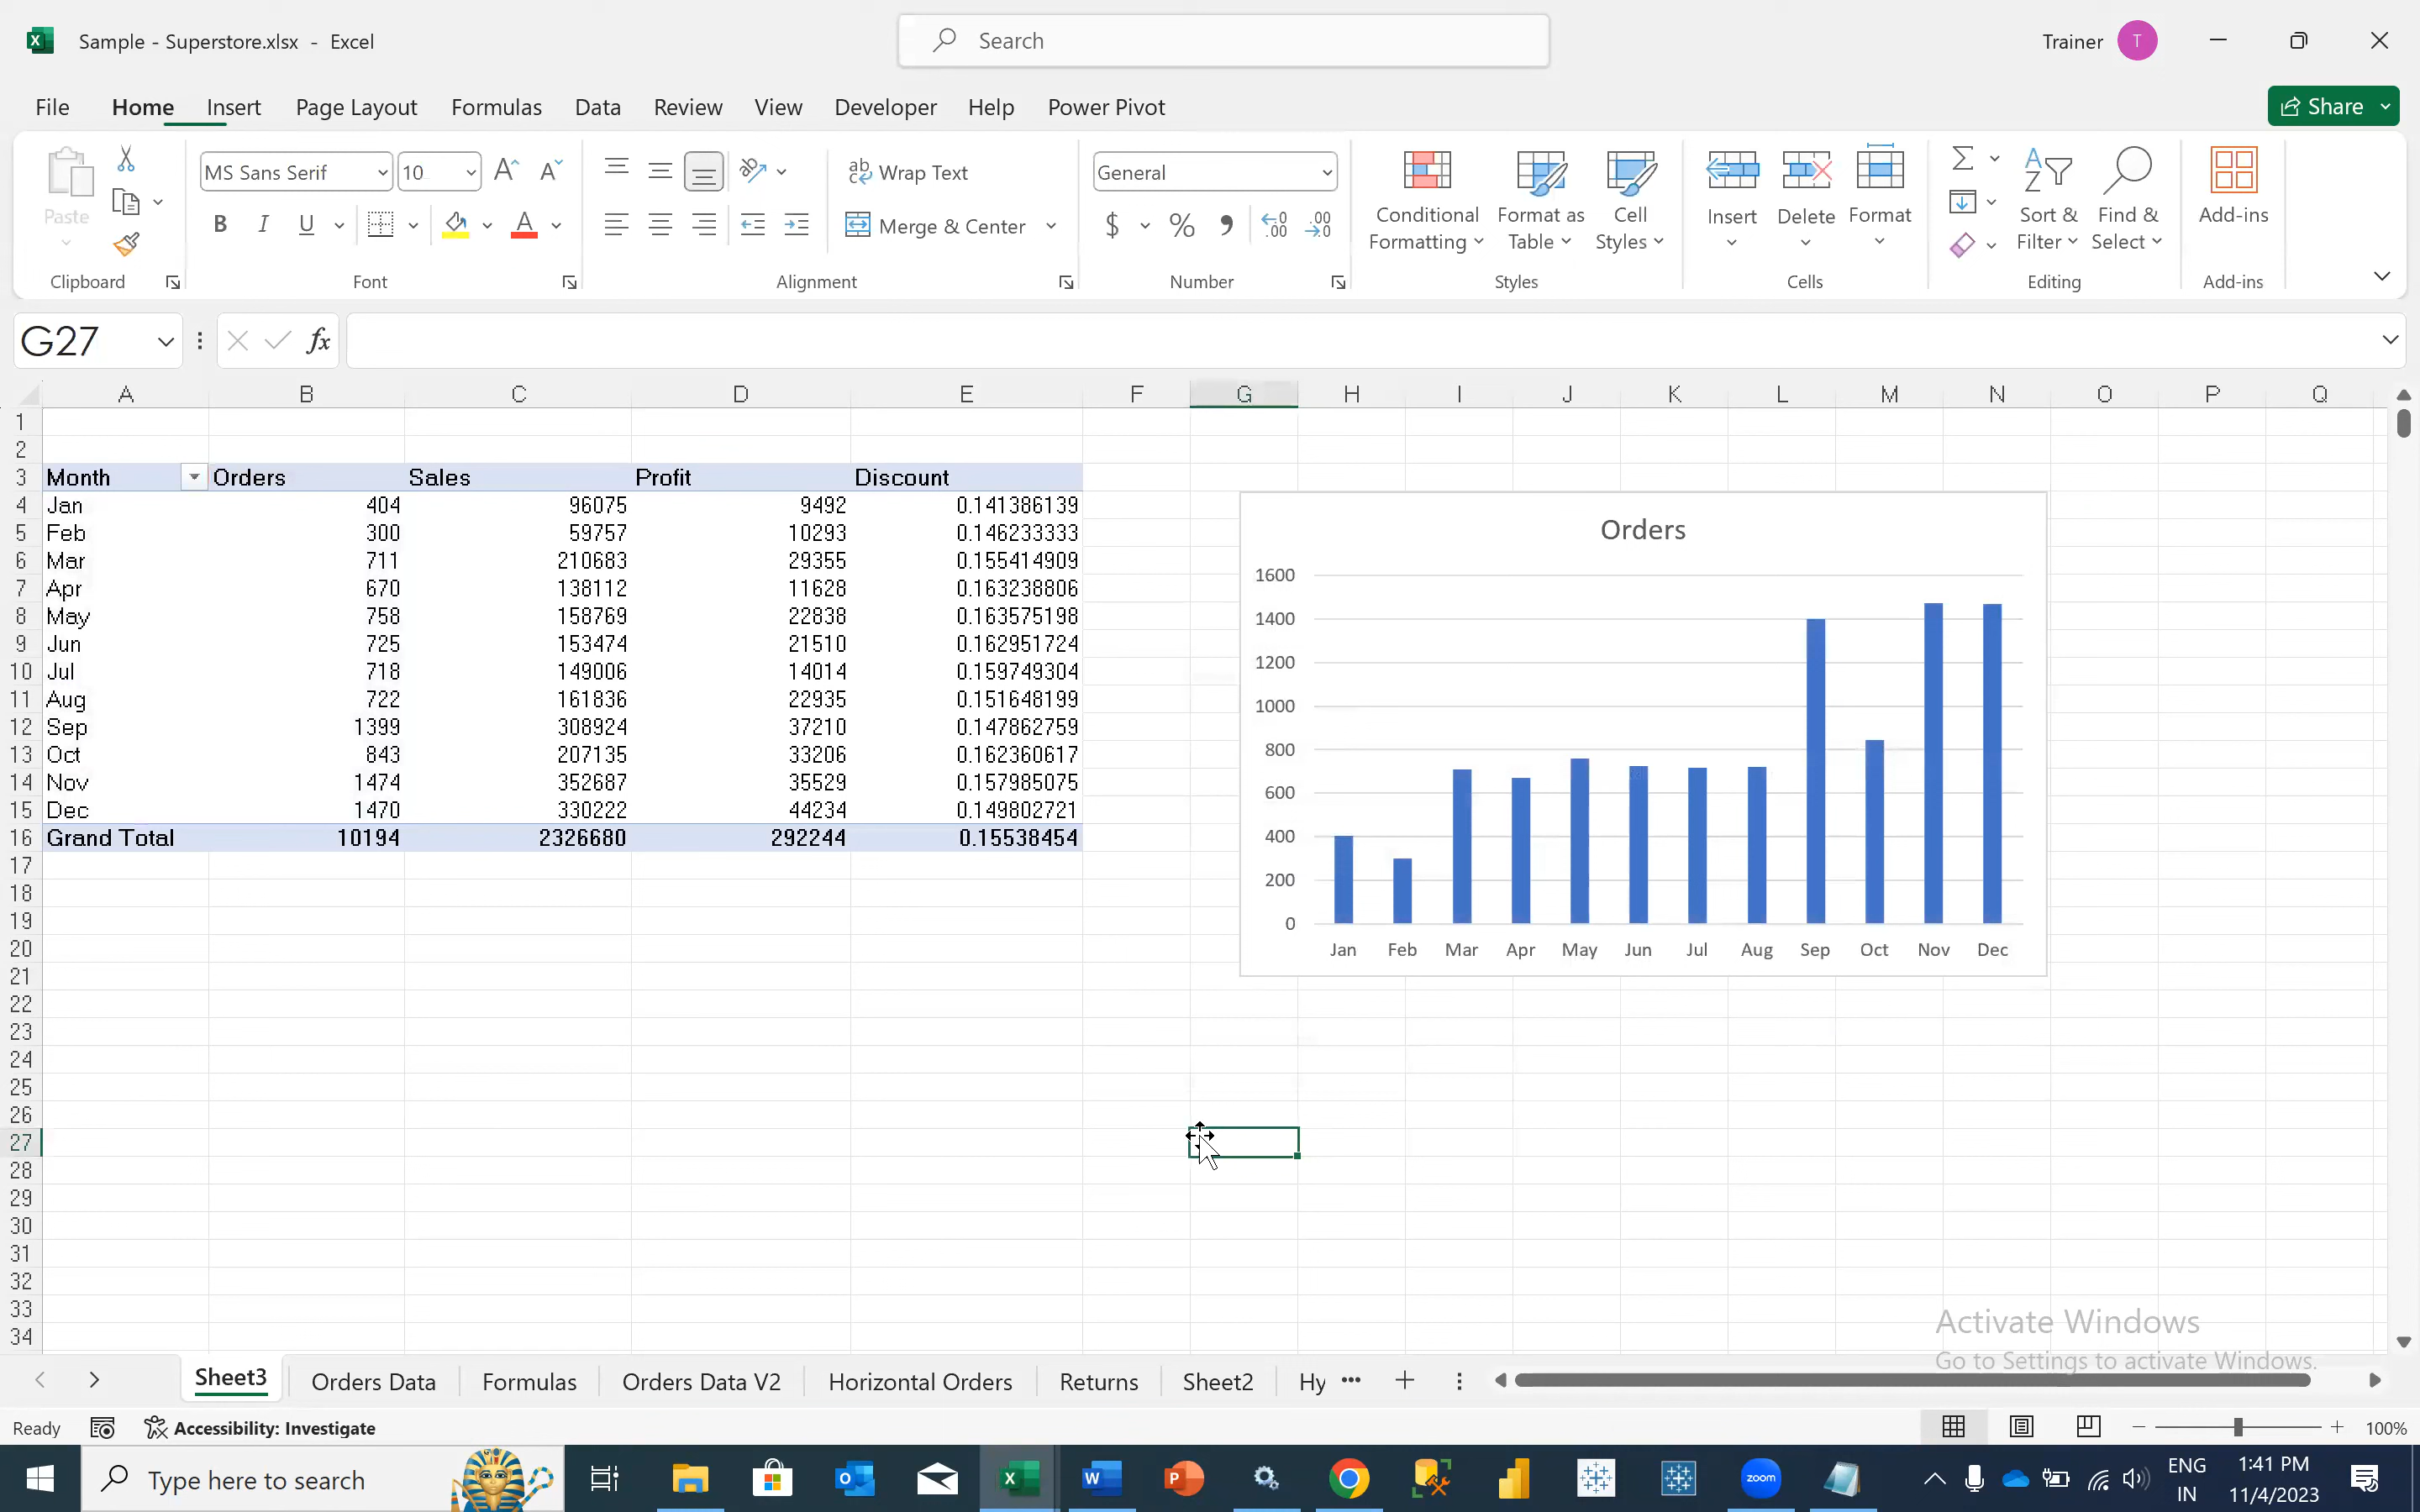 Sample - Superstore.xlsx - Excel
Search
Trainer T
File Home Insert Page Layout Formulas Data Review View Developer Help Power Pivot Share
Paste
MS Sans Serif 10
Wrap Text
General
B I U
Merge & Center
$ % ,
Conditional Formatting
Format as Table
Cell Styles
Insert Delete Format
Sort & Filter
Find & Select
Add-ins
Clipboard Font Alignment Number Styles Cells Editing Add-ins
G27 fx
A B C D E F G H I J K L M N O P Q
1
2
3 Month Orders Sales Profit Discount
4 Jan 404 96075 9492 0.141386139
5 Feb 300 59757 10293 0.146233333
6 Mar 711 210683 29355 0.155414909
7 Apr 670 138112 11628 0.163238806
8 May 758 158769 22838 0.163575198
9 Jun 725 153474 21510 0.162951724
10 Jul 718 149006 14014 0.159749304
11 Aug 722 161836 22935 0.151648199
12 Sep 1399 308924 37210 0.147862759
13 Oct 843 207135 33206 0.162360617
14 Nov 1474 352687 35529 0.157985075
15 Dec 1470 330222 44234 0.149802721
16 Grand Total 10194 2326680 292244 0.15538454
17
18
19
20
21
22
23
24
25
26
27
28
29
30
31
32
33
34
Orders
1600
1400
1200
1000
800
600
400
200
0
Jan Feb Mar Apr May Jun Jul Aug Sep Oct Nov Dec
Activate Windows
Go to Settings to activate Windows.
Sheet3 Orders Data Formulas Orders Data V2 Horizontal Orders Returns Sheet2 Hy
Ready Accessibility: Investigate 100%
Type here to search
zoom
ENG
IN
1:41 PM
11/4/2023